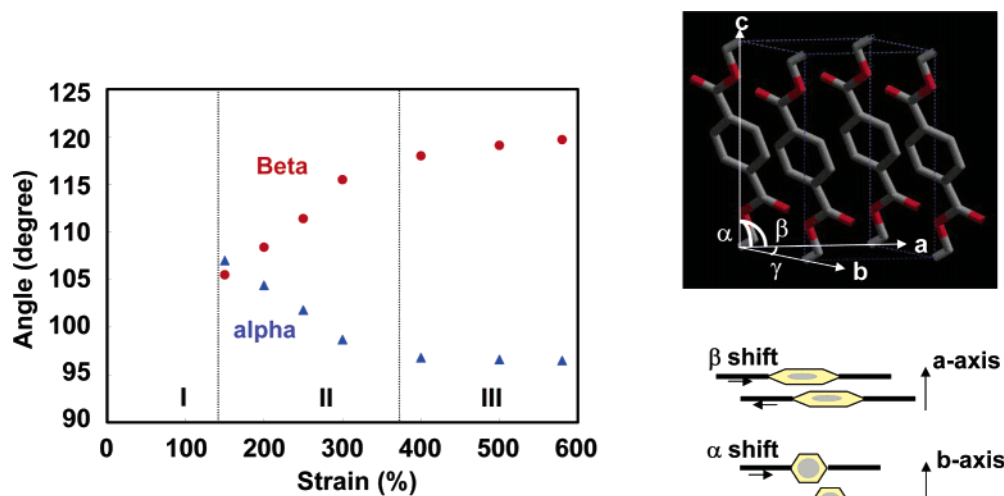 125
120
115
110
105
100
95
90
Angle (degree)
Beta
alpha
I
II
III
0
100
200
300
400
500
600
Strain (%)
c
α
β
a
γ
b
β shift
a-axis
α shift
b-axis